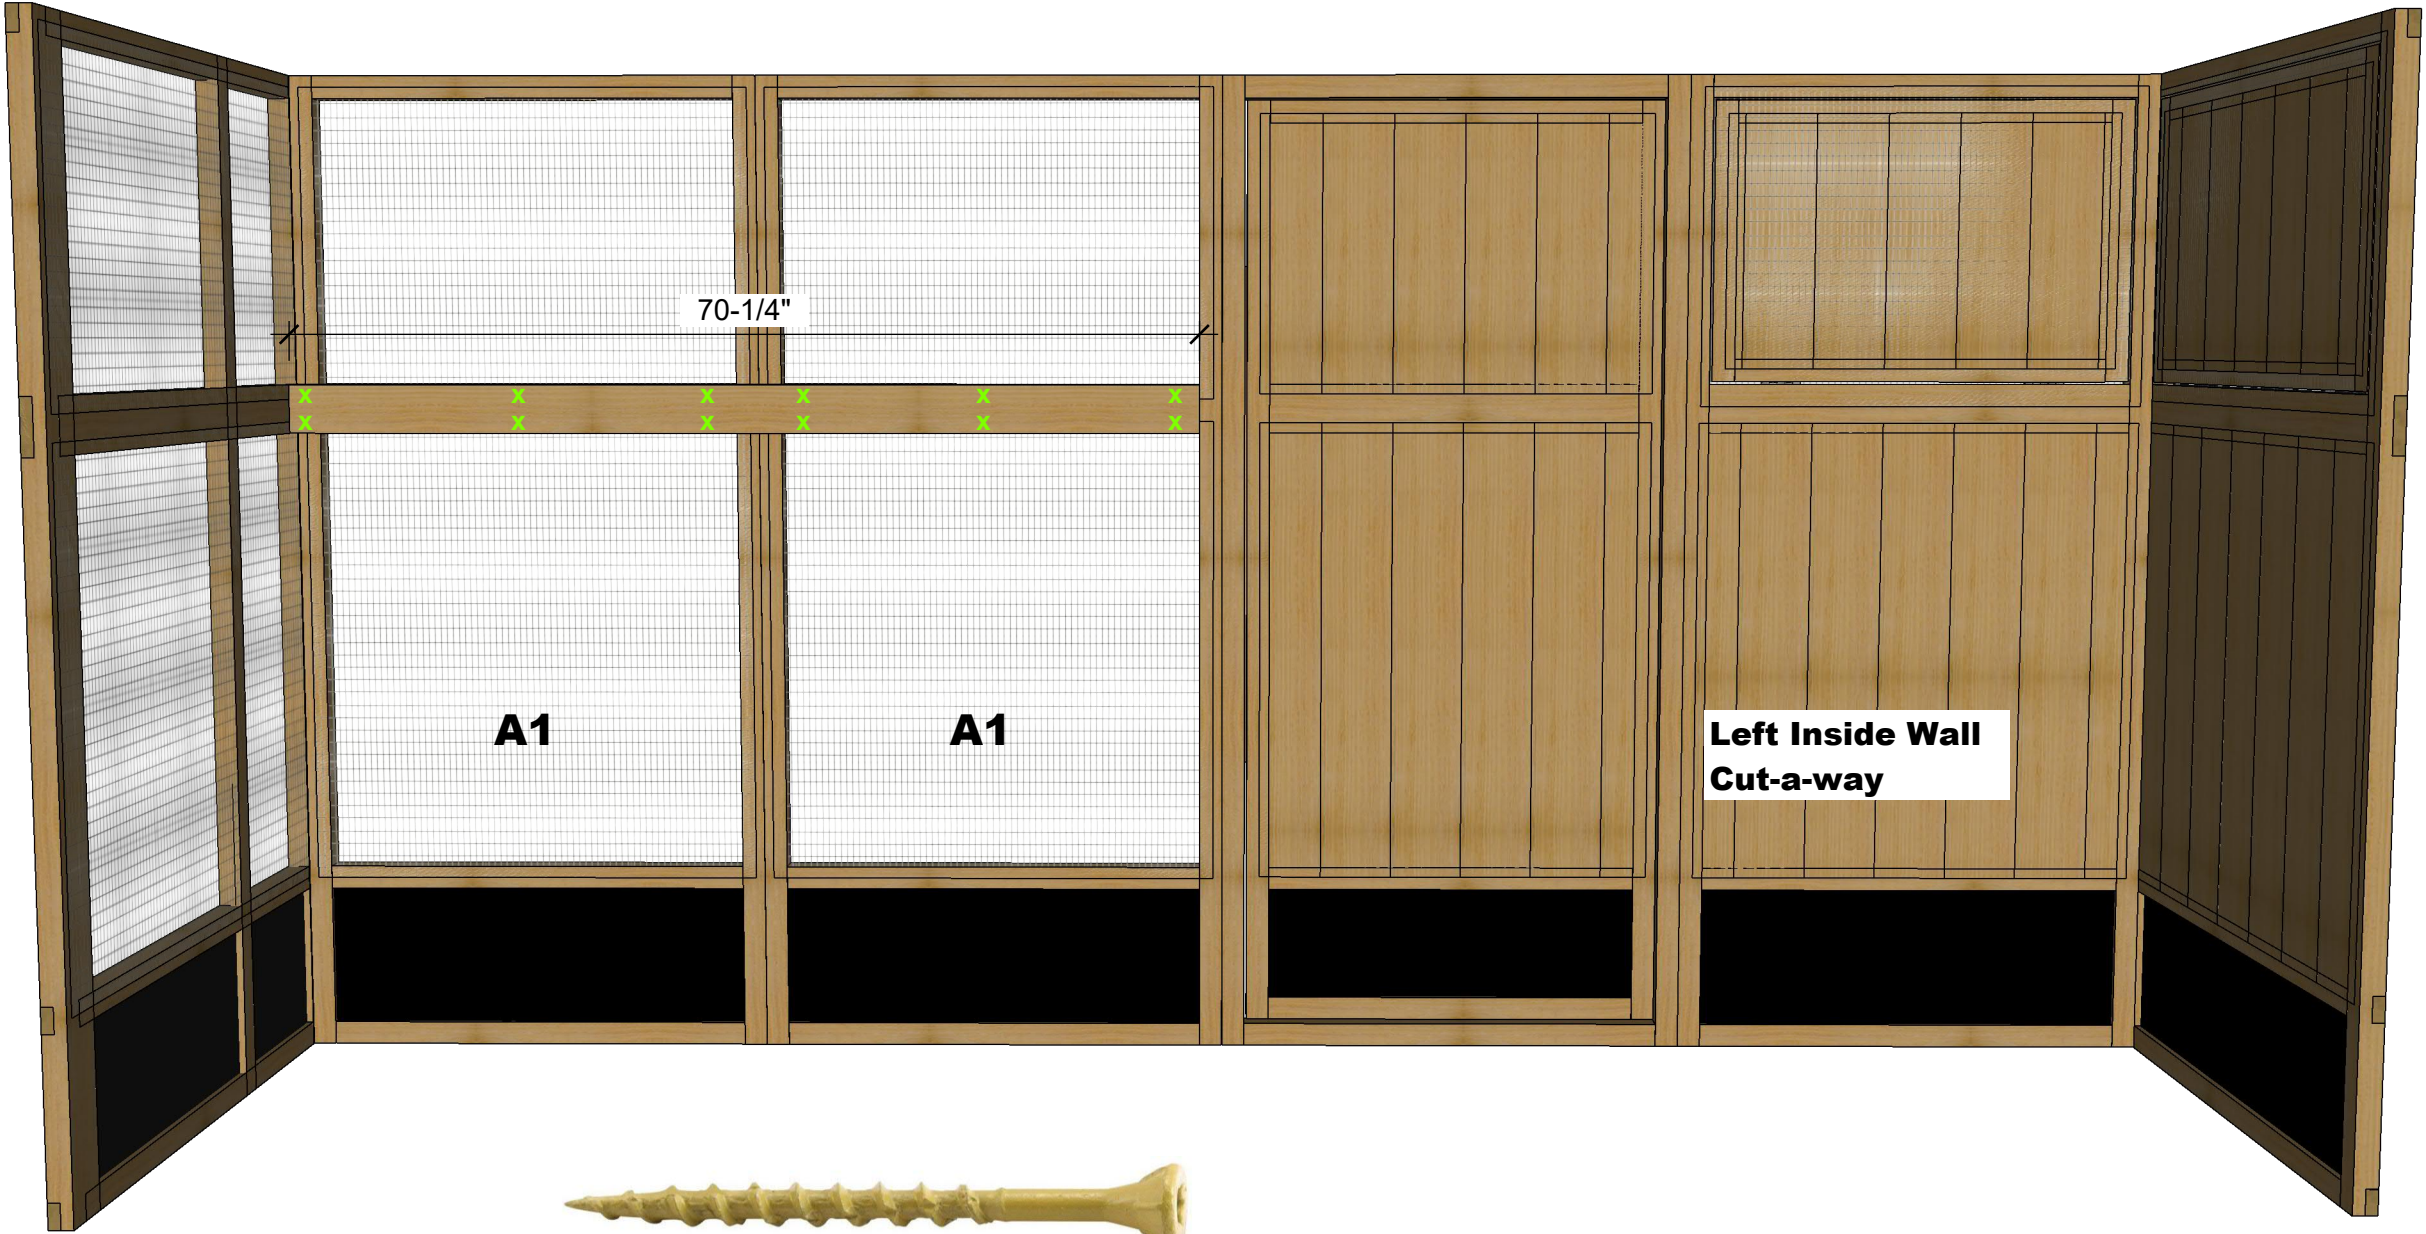 70-1/4"
x x x x x x
x x x x x x
A1 A1
Left Inside Wall
Cut-a-way